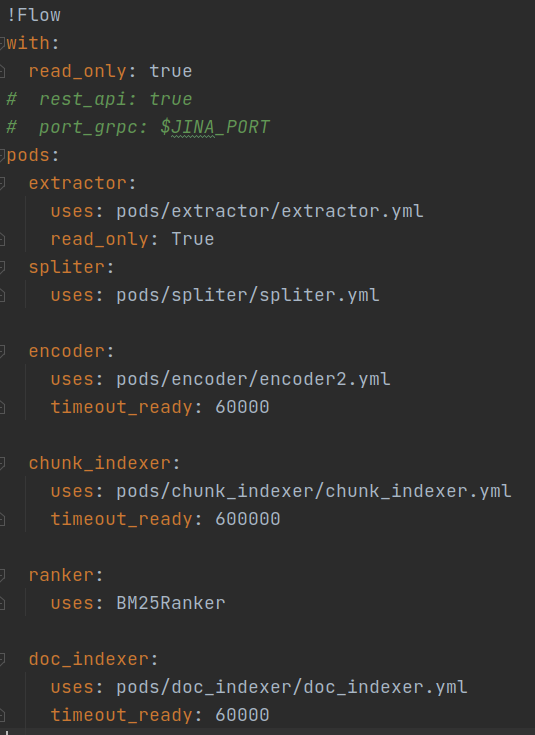 !Flow
with:
  read_only: true
#  rest_api: true
#  port_grpc: $JINA_PORT
pods:
  extractor:
    uses: pods/extractor/extractor.yml
    read_only: True
  spliter:
    uses: pods/spliter/spliter.yml

  encoder:
    uses: pods/encoder/encoder2.yml
    timeout_ready: 60000

  chunk_indexer:
    uses: pods/chunk_indexer/chunk_indexer.yml
    timeout_ready: 600000

  ranker:
    uses: BM25Ranker

  doc_indexer:
    uses: pods/doc_indexer/doc_indexer.yml
    timeout_ready: 60000